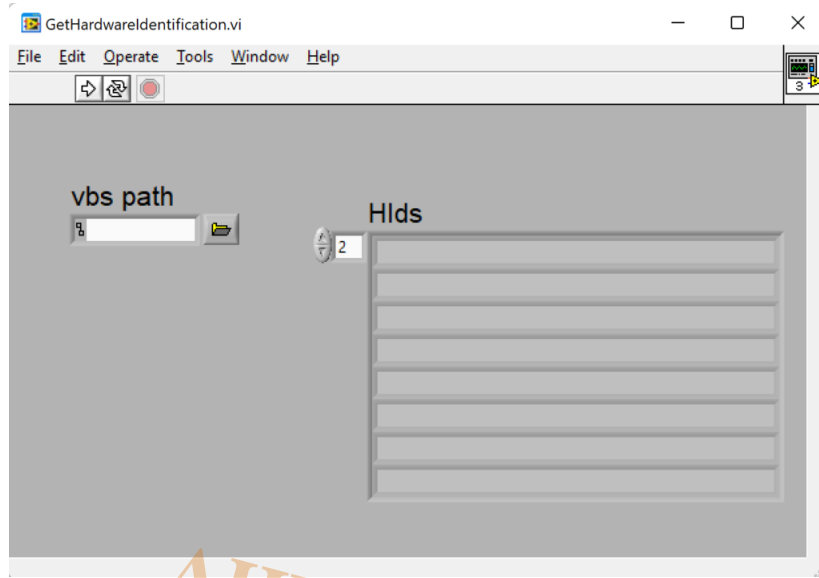 GetHardwareIdentification.vi
File Edit Operate Tools Window Help
3
vbs path
HIds
2